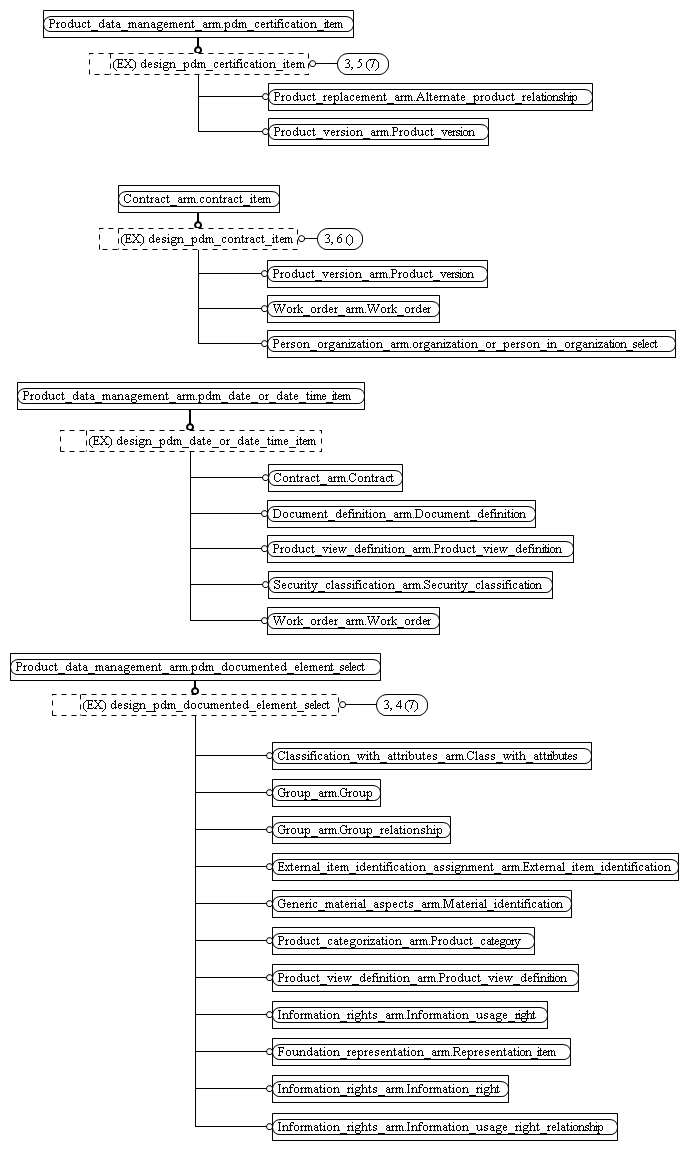 Product_data_management_arm.pdm_certification_item
(EX) design_pdm_certification_item
3, 5 (7)
Product_replacement_arm.Alternate_product_relationship
Product_version_arm.Product_version
Contract_arm.contract_item
(EX) design_pdm_contract_item
3, 6 ()
Product_version_arm.Product_version
Work_order_arm.Work_order
Person_organization_arm.organization_or_person_in_organization_select
Product_data_management_arm.pdm_date_or_date_time_item
(EX) design_pdm_date_or_date_time_item
Contract_arm.Contract
Document_definition_arm.Document_definition
Product_view_definition_arm.Product_view_definition
Security_classification_arm.Security_classification
Work_order_arm.Work_order
Product_data_management_arm.pdm_documented_element_select
(EX) design_pdm_documented_element_select
3, 4 (7)
Classification_with_attributes_arm.Class_with_attributes
Group_arm.Group
Group_arm.Group_relationship
External_item_identification_assignment_arm.External_item_identification
Generic_material_aspects_arm.Material_identification
Product_categorization_arm.Product_category
Product_view_definition_arm.Product_view_definition
Information_rights_arm.Information_usage_right
Foundation_representation_arm.Representation_item
Information_rights_arm.Information_right
Information_rights_arm.Information_usage_right_relationship